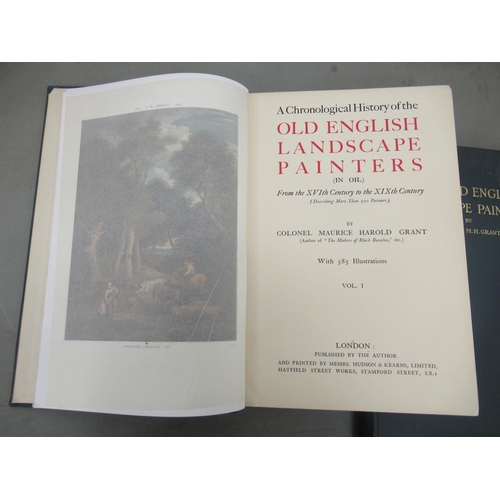 A Chronological History of the
OLD ENGLISH
LANDSCAPE
PAINTERS
(IN OIL)
From the XVIth Century to the XIXth Century
(Describing More Than 500 Painters)
BY
COLONEL MAURICE HAROLD GRANT
(Author of "The Makers of Black Basaltes," etc.)
With 585 Illustrations
VOL. I
LONDON:
PUBLISHED BY THE AUTHOR
AND PRINTED BY MESSRS. HUDSON & KEARNS, LIMITED,
HATFIELD STREET WORKS, STAMFORD STREET, S.E.1
D ENGL
PE PAIN
BY
M.H.GRANT